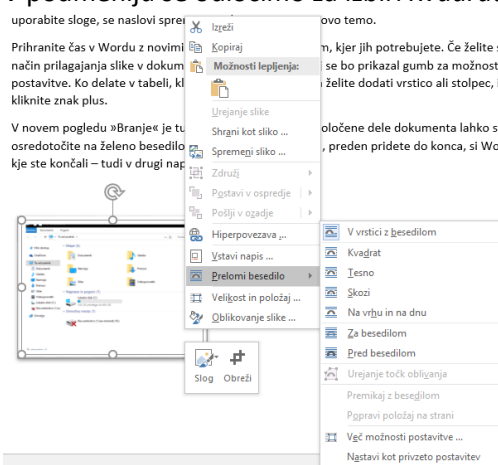 uporabite sloge, se naslovi sprem
ovo temo.
Prihranite čas v Wordu z novimi
m, kjer jih potrebujete. Če želite s
način prilagajanja slike v dokum
se bo prikazal gumb za možnost
postavitve. Ko delate v tabeli, kl
želite dodati vrstico ali stolpec, i
kliknite znak plus.
V novem pogledu »Branje« je tu
oločene dele dokumenta lahko s
osredotočite na želeno besedilo
, preden pridete do konca, si Wo
kje ste končali – tudi v drugi nap
Izreži
Kopiraj
Možnosti lepljenja:
Urejanje slike
Shrani kot sliko ...
Spremeni sliko ...
Združi
Postavi v ospredje
Pošlji v ozadje
Hiperpovezava ...
Vstavi napis ...
Prelomi besedilo
Velikost in položaj ...
Oblikovanje slike ...
Slog Obreži
V vrstici z besedilom
Kvadrat
Tesno
Skozi
Na vrhu in na dnu
Za besedilom
Pred besedilom
Urejanje točk oblivanja
Premikaj z besedilom
Popravi položaj na strani
Več možnosti postavitve ...
Nastavi kot privzeto postavitev